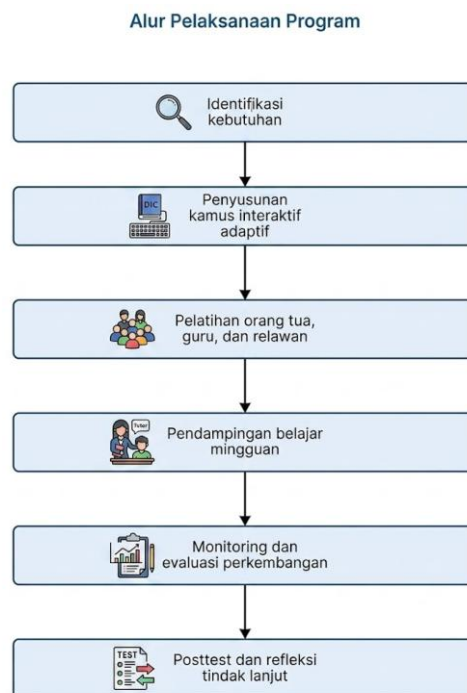 Alur Pelaksanaan Program
Identifikasi
kebutuhan
DIC
Penyusunan
kamus interaktif
adaptif
Pelatihan orang tua,
guru, dan relawan
Tutor
Pendampingan belajar
mingguan
Monitoring dan
evaluasi perkembangan
TEST
Posttest dan refleksi
tindak lanjut